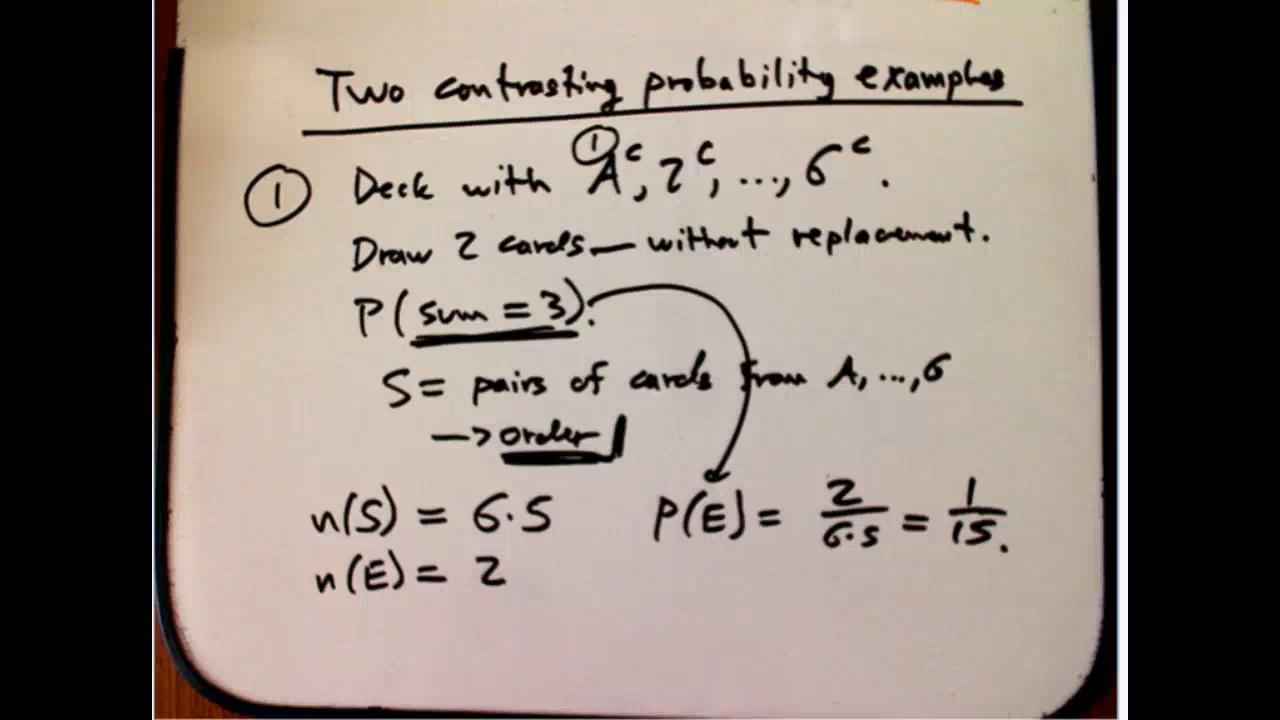 Two contrasting probability examples
① Deck with A^c, 2^c, ..., 6^c.
①
Draw 2 cards — without replacement.
P(sum = 3).
S = pairs of cards from A, ..., 6
→ order
n(S) = 6·5
P(E) = 2/6·5 = 1/15.
n(E) = 2